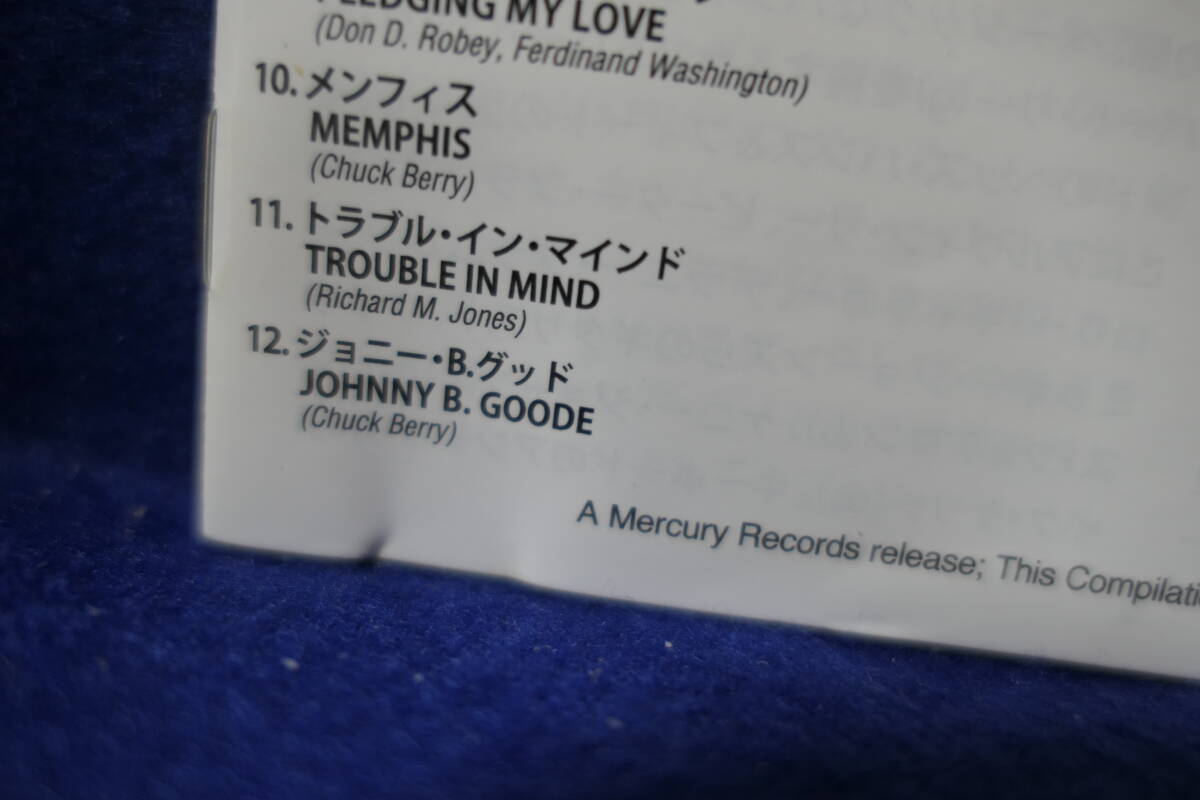 PLEDGING MY LOVE
(Don D. Robey, Ferdinand Washington)
10. メンフィス
MEMPHIS
(Chuck Berry)
11. トラブル・イン・マインド
TROUBLE IN MIND
(Richard M. Jones)
12. ジョニー・B.グッド
JOHNNY B. GOODE
(Chuck Berry)
A Mercury Records release; This Compilati